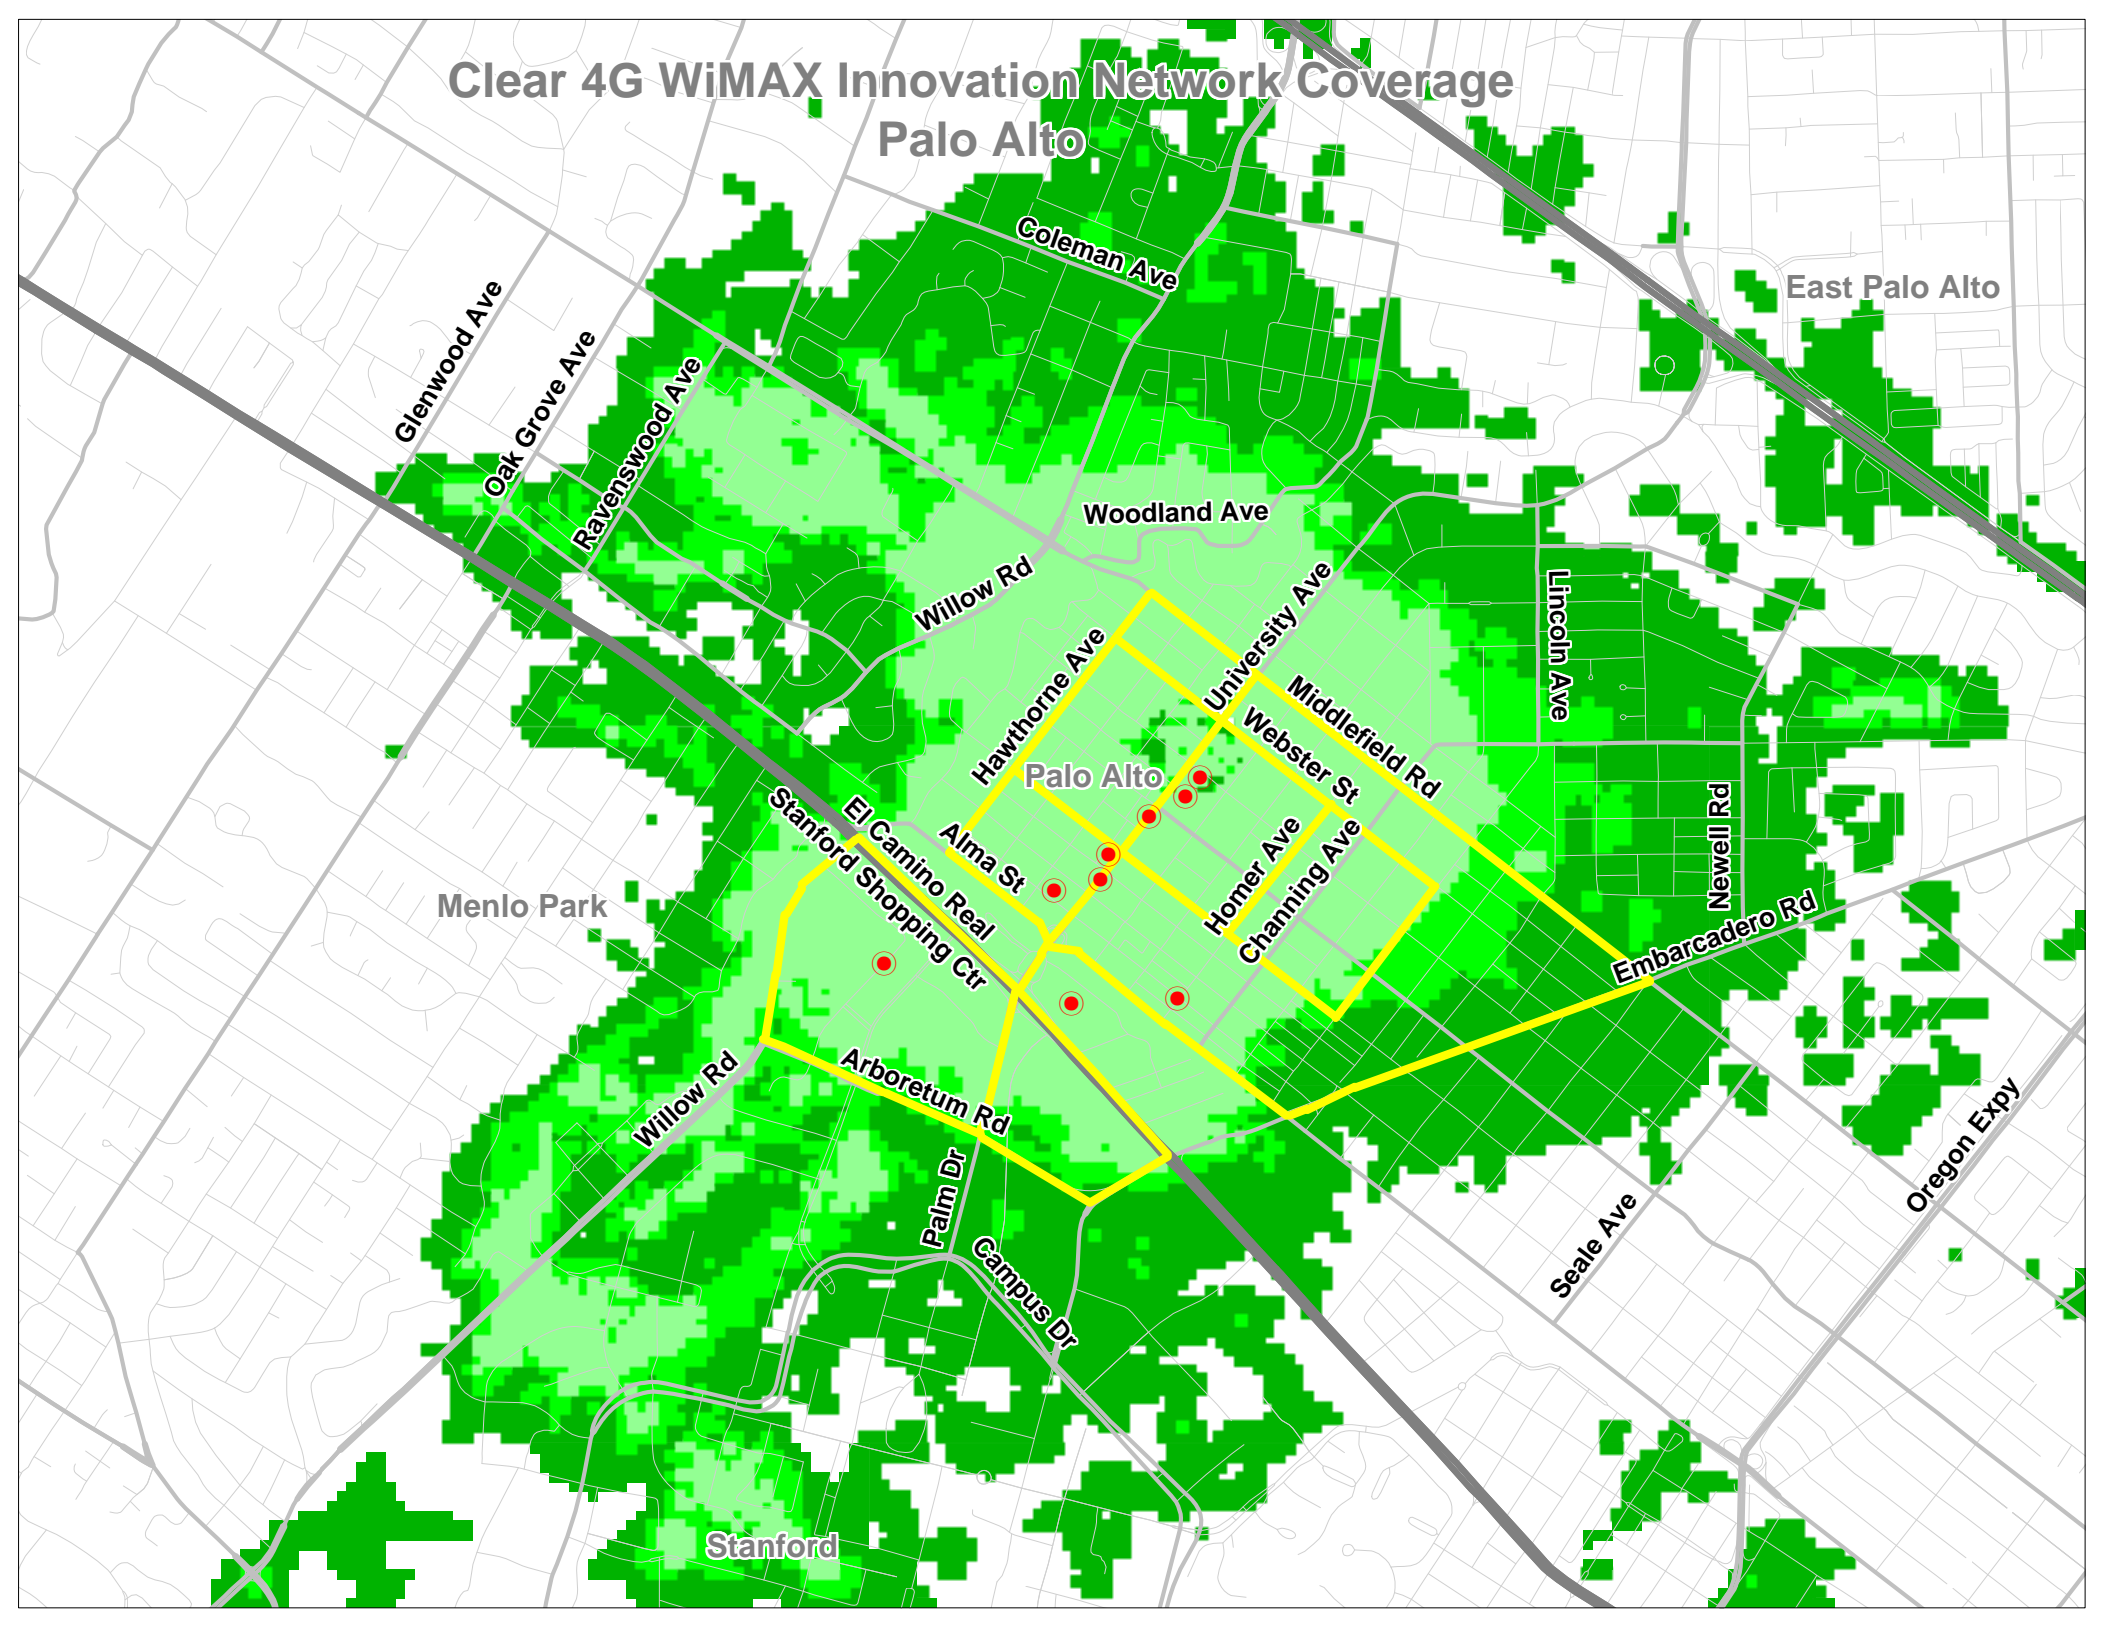 Clear 4G WiMAX Innovation Network Coverage
Palo Alto
Coleman Ave
East Palo Alto
Glenwood Ave
Oak Grove Ave
Ravenswood Ave
Woodland Ave
Willow Rd
University Ave
Lincoln Ave
Hawthorne Ave
Middlefield Rd
Webster St
Palo Alto
El Camino Real
Alma St
Stanford Shopping Ctr
Homer Ave
Channing Ave
Newell Rd
Menlo Park
Embarcadero Rd
Willow Rd
Arboretum Rd
Oregon Expy
Palm Dr
Seale Ave
Campus Dr
Stanford